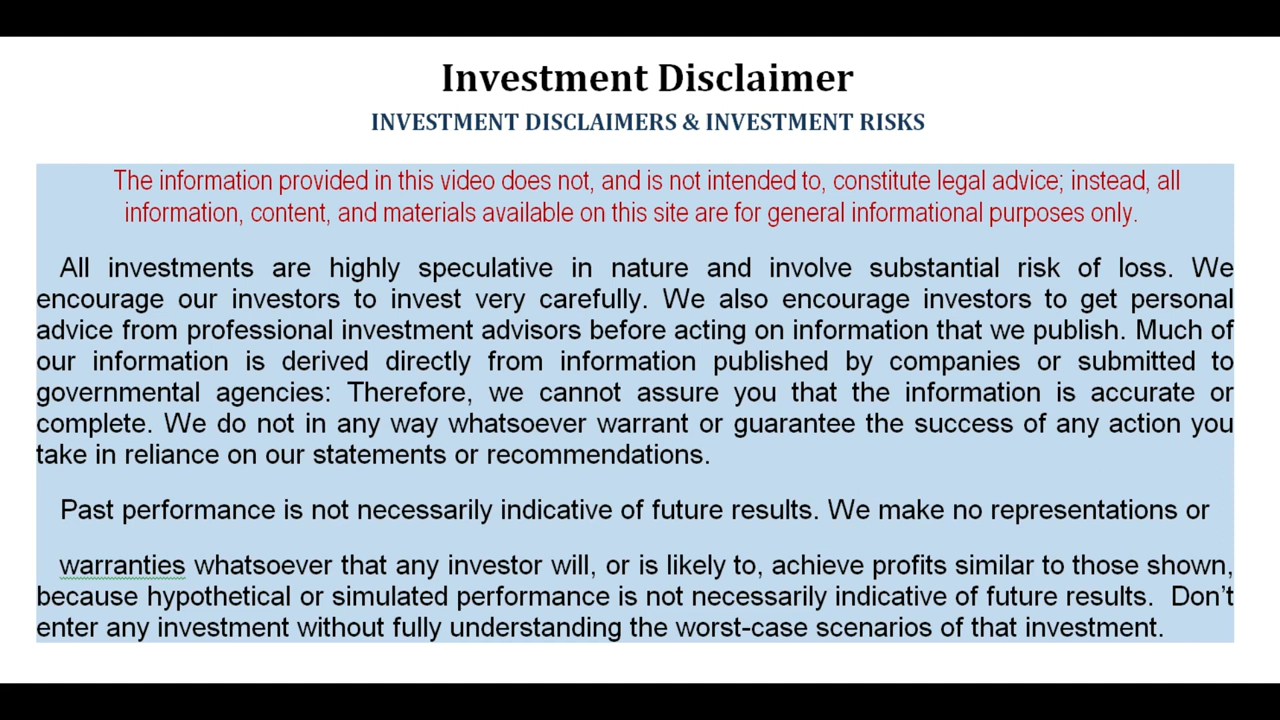 Investment Disclaimer
INVESTMENT DISCLAIMERS & INVESTMENT RISKS
The information provided in this video does not, and is not intended to, constitute legal advice; instead, all
information, content, and materials available on this site are for general informational purposes only.
All investments are highly speculative in nature and involve substantial risk of loss. We
encourage our investors to invest very carefully. We also encourage investors to get personal
advice from professional investment advisors before acting on information that we publish. Much of
our information is derived directly from information published by companies or submitted to
governmental agencies: Therefore, we cannot assure you that the information is accurate or
complete. We do not in any way whatsoever warrant or guarantee the success of any action you
take in reliance on our statements or recommendations.
Past performance is not necessarily indicative of future results. We make no representations or
warranties whatsoever that any investor will, or is likely to, achieve profits similar to those shown,
because hypothetical or simulated performance is not necessarily indicative of future results. Don’t
enter any investment without fully understanding the worst-case scenarios of that investment.